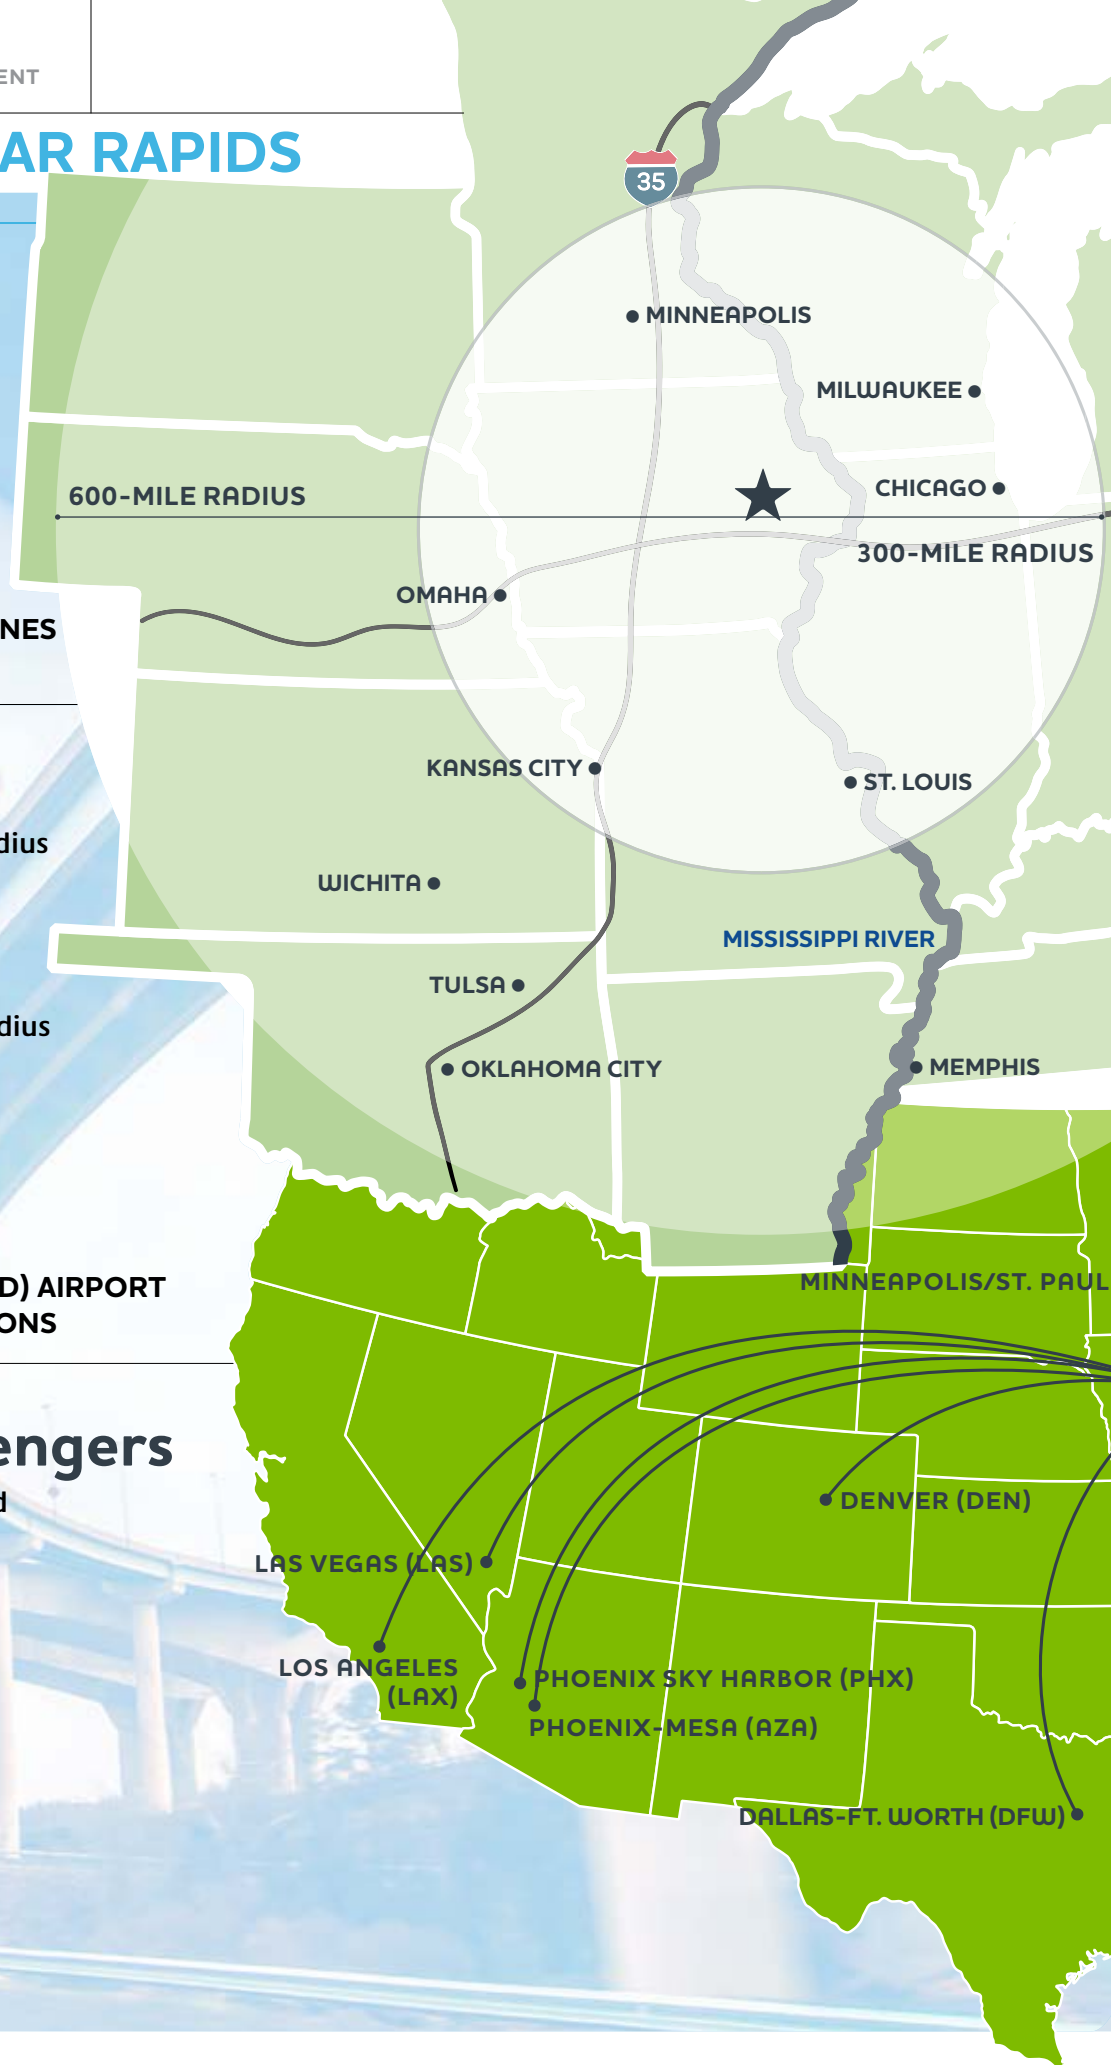 ENT
AR RAPIDS
35
MINNEAPOLIS
MILWAUKEE
CHICAGO
600-MILE RADIUS
300-MILE RADIUS
OMAHA
NES
KANSAS CITY
ST. LOUIS
dius
WICHITA
MISSISSIPPI RIVER
TULSA
dius
OKLAHOMA CITY
MEMPHIS
D) AIRPORT
ONS
MINNEAPOLIS/ST. PAUL
engers
d
DENVER (DEN)
LAS VEGAS (LAS)
LOS ANGELES
(LAX)
PHOENIX SKY HARBOR (PHX)
PHOENIX-MESA (AZA)
DALLAS-FT. WORTH (DFW)